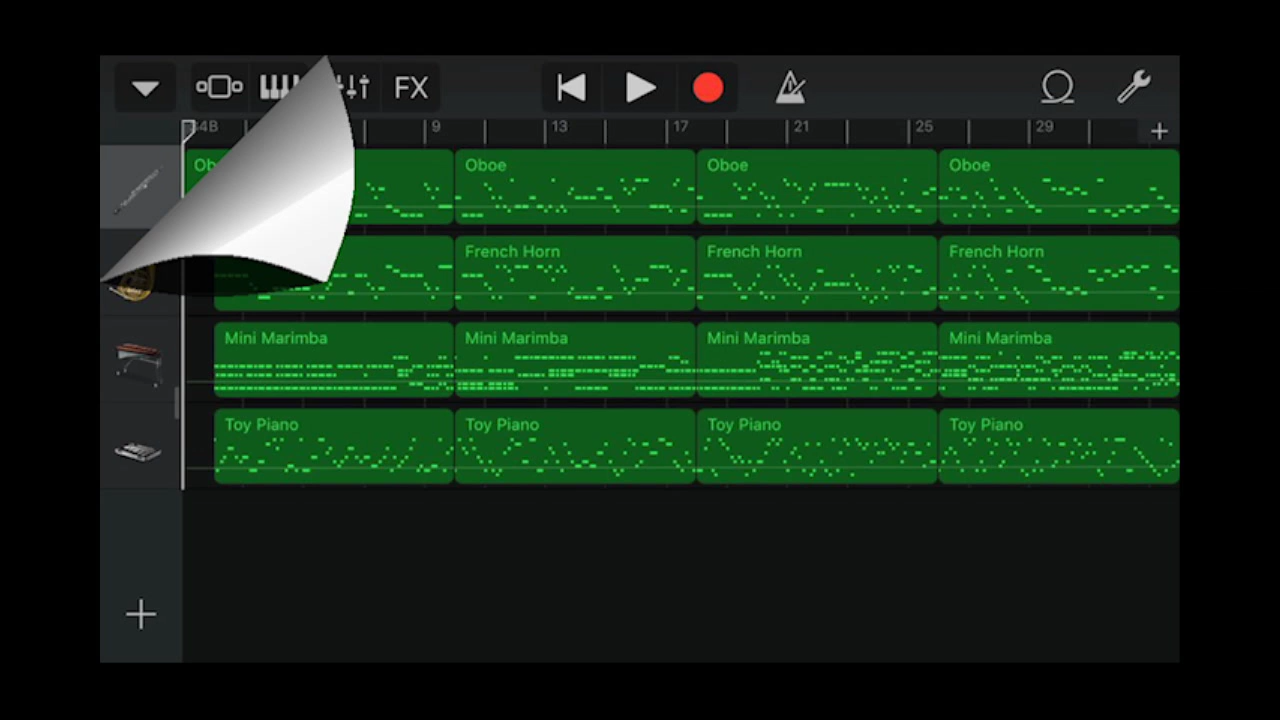 FX
4B 9 13 17 21 25 29
Oboe Oboe Oboe
French Horn French Horn French Horn
Mini Marimba Mini Marimba Mini Marimba Mini Marimba
Toy Piano Toy Piano Toy Piano Toy Piano